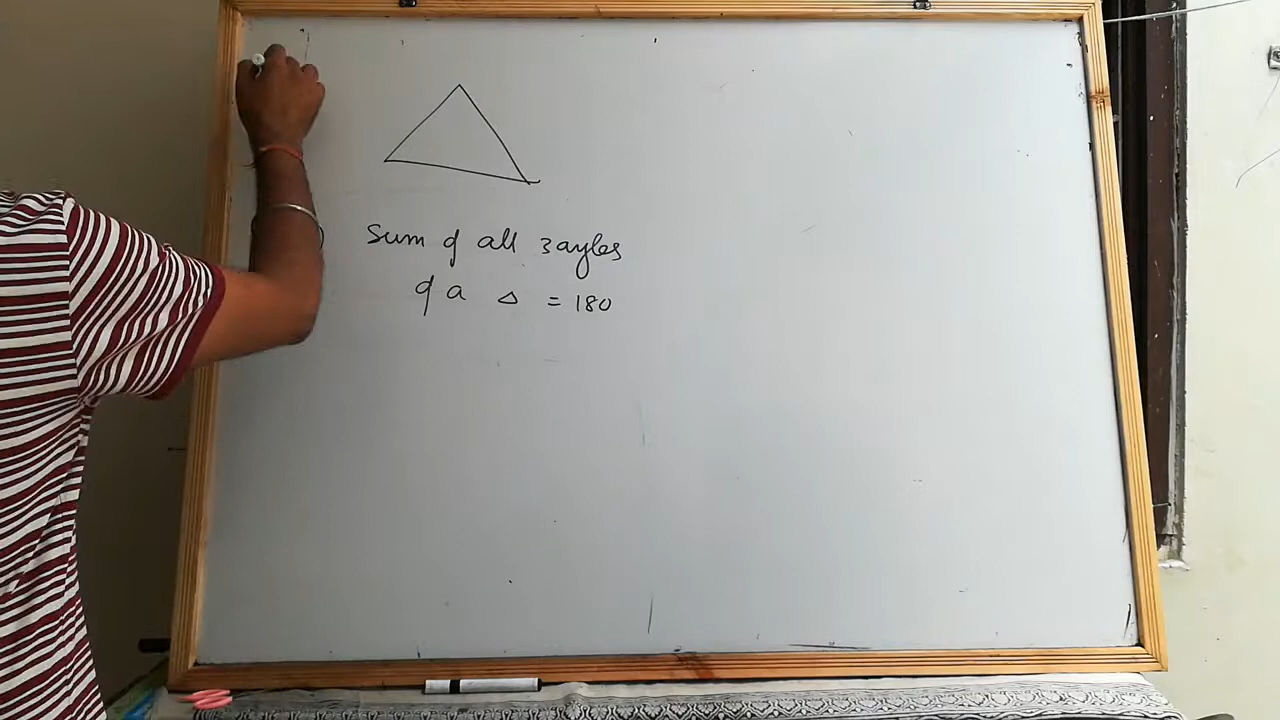 Sum of all 3 angles
of a △ = 180